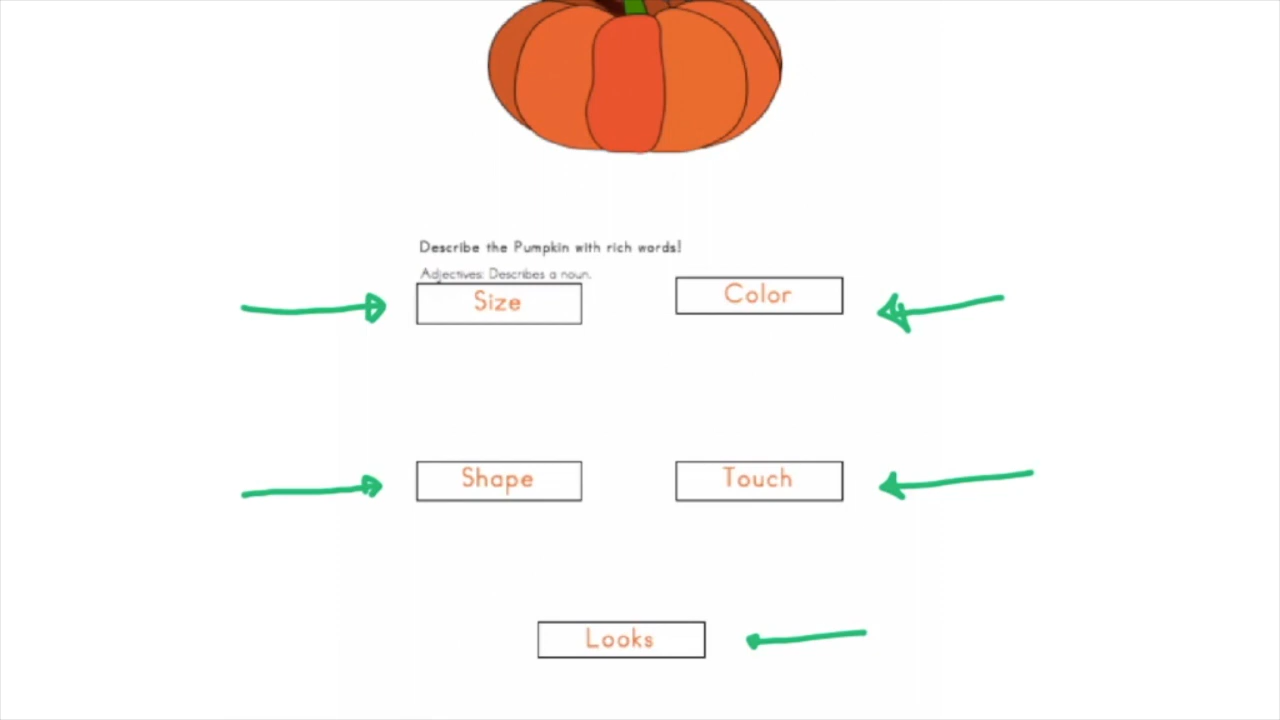 Describe the Pumpkin with rich words!
Adjectives: Describes a noun.
Size
Color
Shape
Touch
Looks